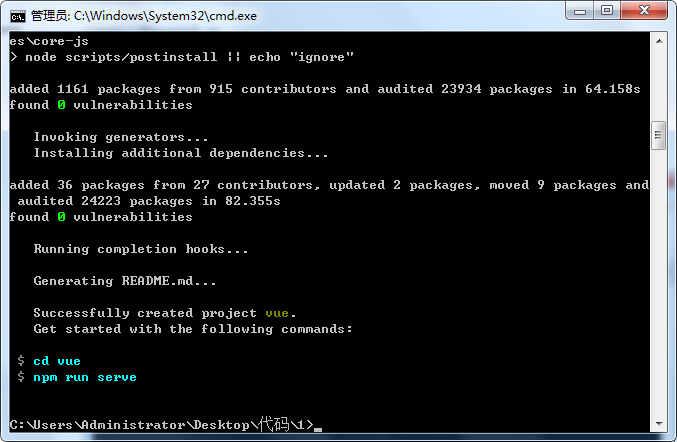 管理员: C:\Windows\System32\cmd.exe
es\core-js
> node scripts/postinstall || echo "ignore"
added 1161 packages from 915 contributors and audited 23934 packages in 64.158s
found 0 vulnerabilities
Invoking generators...
Installing additional dependencies...
added 36 packages from 27 contributors, updated 2 packages, moved 9 packages and
audited 24223 packages in 82.355s
found 0 vulnerabilities
Running completion hooks...
Generating README.md...
Successfully created project vue.
Get started with the following commands:
$ cd vue
$ npm run serve
C:\Users\Administrator\Desktop\代码\1>_